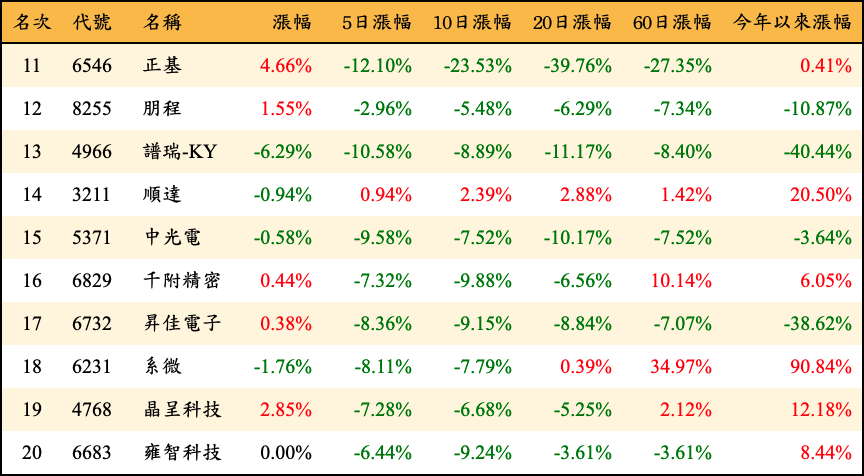 名次 代號 名稱 漲幅 5日漲幅 10日漲幅 20日漲幅 60日漲幅 今年以來漲幅
11 6546 正基 4.66% -12.10% -23.53% -39.76% -27.35% 0.41%
12 8255 朋程 1.55% -2.96% -5.48% -6.29% -7.34% -10.87%
13 4966 譜瑞-KY -6.29% -10.58% -8.89% -11.17% -8.40% -40.44%
14 3211 順達 -0.94% 0.94% 2.39% 2.88% 1.42% 20.50%
15 5371 中光電 -0.58% -9.58% -7.52% -10.17% -7.52% -3.64%
16 6829 千附精密 0.44% -7.32% -9.88% -6.56% 10.14% 6.05%
17 6732 昇佳電子 0.38% -8.36% -9.15% -8.84% -7.07% -38.62%
18 6231 系微 -1.76% -8.11% -7.79% 0.39% 34.97% 90.84%
19 4768 晶呈科技 2.85% -7.28% -6.68% -5.25% 2.12% 12.18%
20 6683 雍智科技 0.00% -6.44% -9.24% -3.61% -3.61% 8.44%